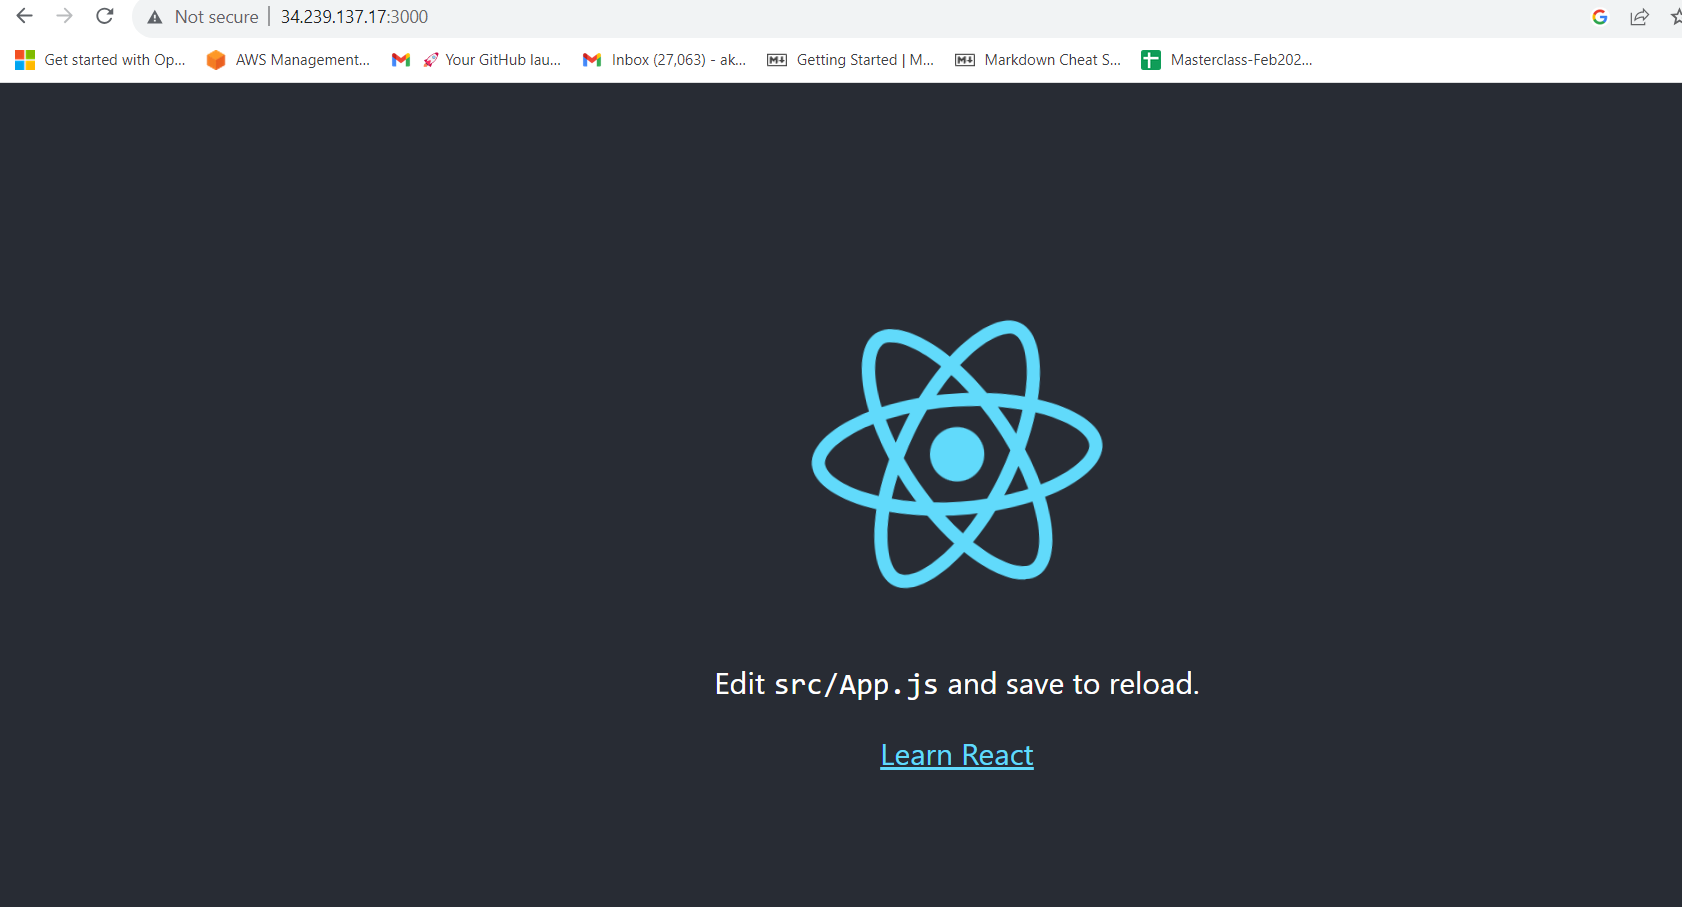 Not secure | 34.239.137.17:3000
Get started with Op... AWS Management... 🚀 Your GitHub lau... Inbox (27,063) - ak... M↓ Getting Started | M... M↓ Markdown Cheat S... Masterclass-Feb202...
Edit src/App.js and save to reload.
Learn React